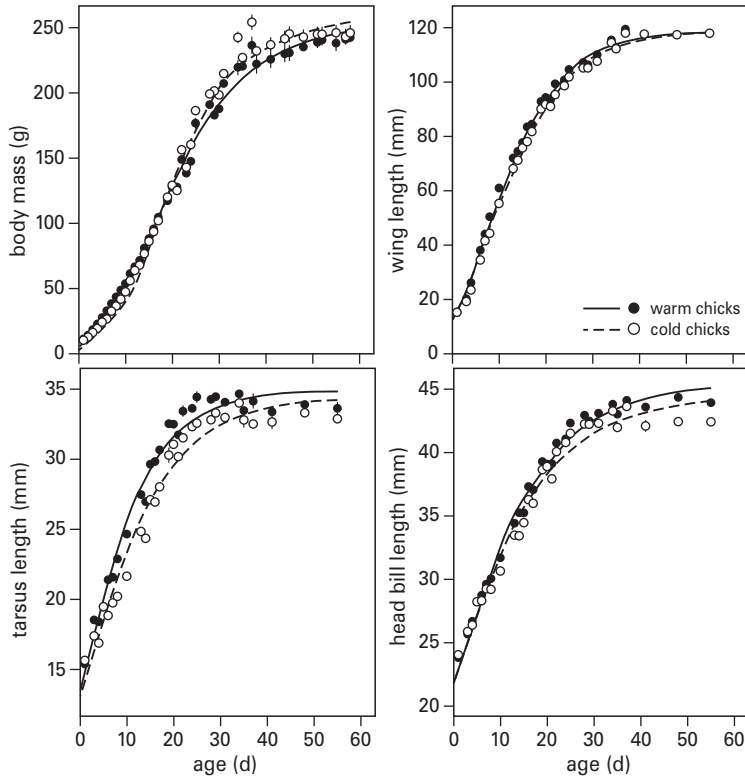 250
200
150
100
50
0
body mass (g)
120
100
80
60
40
20
0
wing length (mm)
warm chicks
cold chicks
35
30
25
20
15
tarsus length (mm)
0 10 20 30 40 50 60
age (d)
45
40
35
30
25
20
head bill length (mm)
0 10 20 30 40 50 60
age (d)